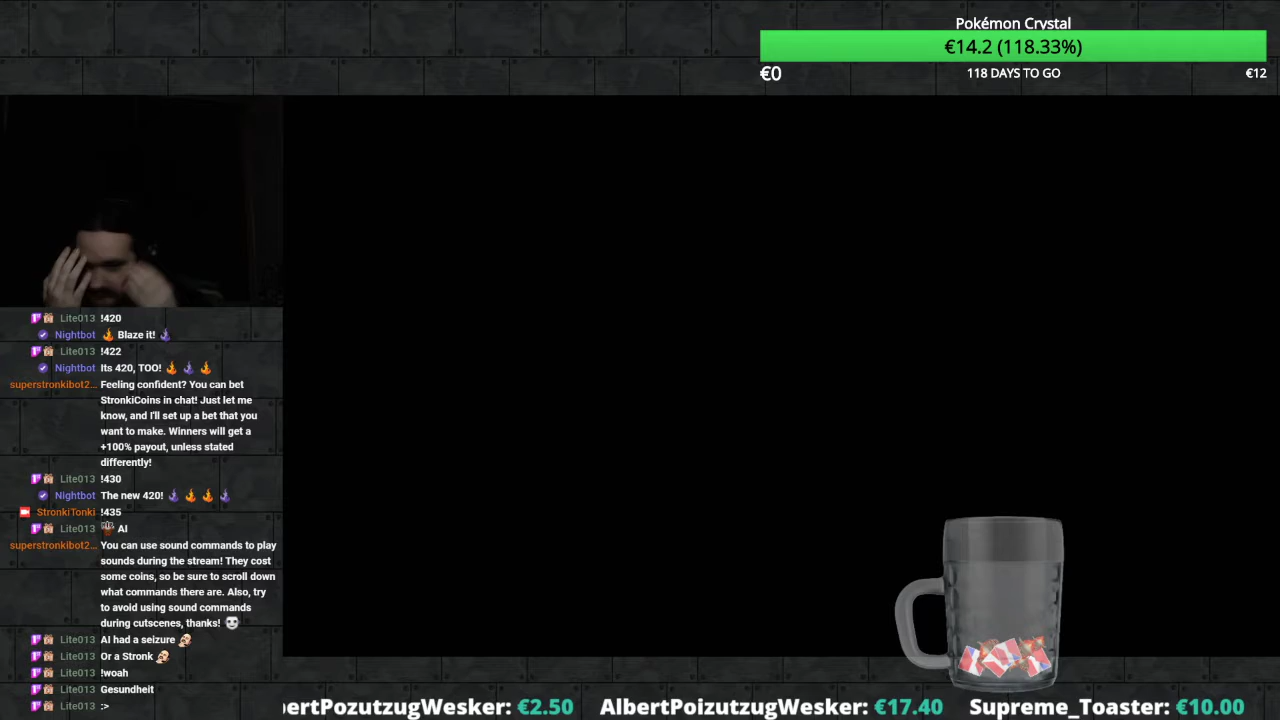 Pokémon Crystal
€14.2 (118.33%)
€0 118 DAYS TO GO €12
Lite013 !420
Nightbot 🔥 Blaze it!
Lite013 !422
Nightbot Its 420, TOO! 🔥 🔥
superstronkibot2... Feeling confident? You can bet
StronkiCoins in chat! Just let me
know, and I'll set up a bet that you
want to make. Winners will get a
+100% payout, unless stated
differently!
Lite013 !430
Nightbot The new 420! 🔥 🔥
StronkiTonki !435
Lite013 AI
superstronkibot2... You can use sound commands to play
sounds during the stream! They cost
some coins, so be sure to scroll down
what commands there are. Also, try
to avoid using sound commands
during cutscenes, thanks!
Lite013 AI had a seizure
Lite013 Or a Stronk
Lite013 !woah
Lite013 Gesundheit
Lite013 :>
ertPozutzugWesker: €2.50 AlbertPoizutzugWesker: €17.40 Supreme_Toaster: €10.00